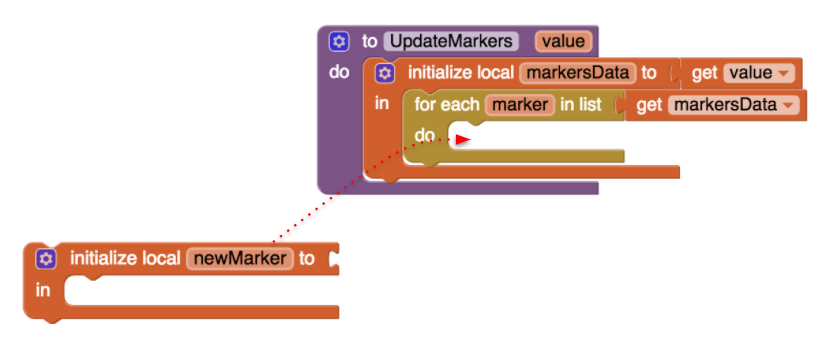 to UpdateMarkers value
do initialize local markersData to get value
in for each marker in list get markersData
do
initialize local newMarker to
in